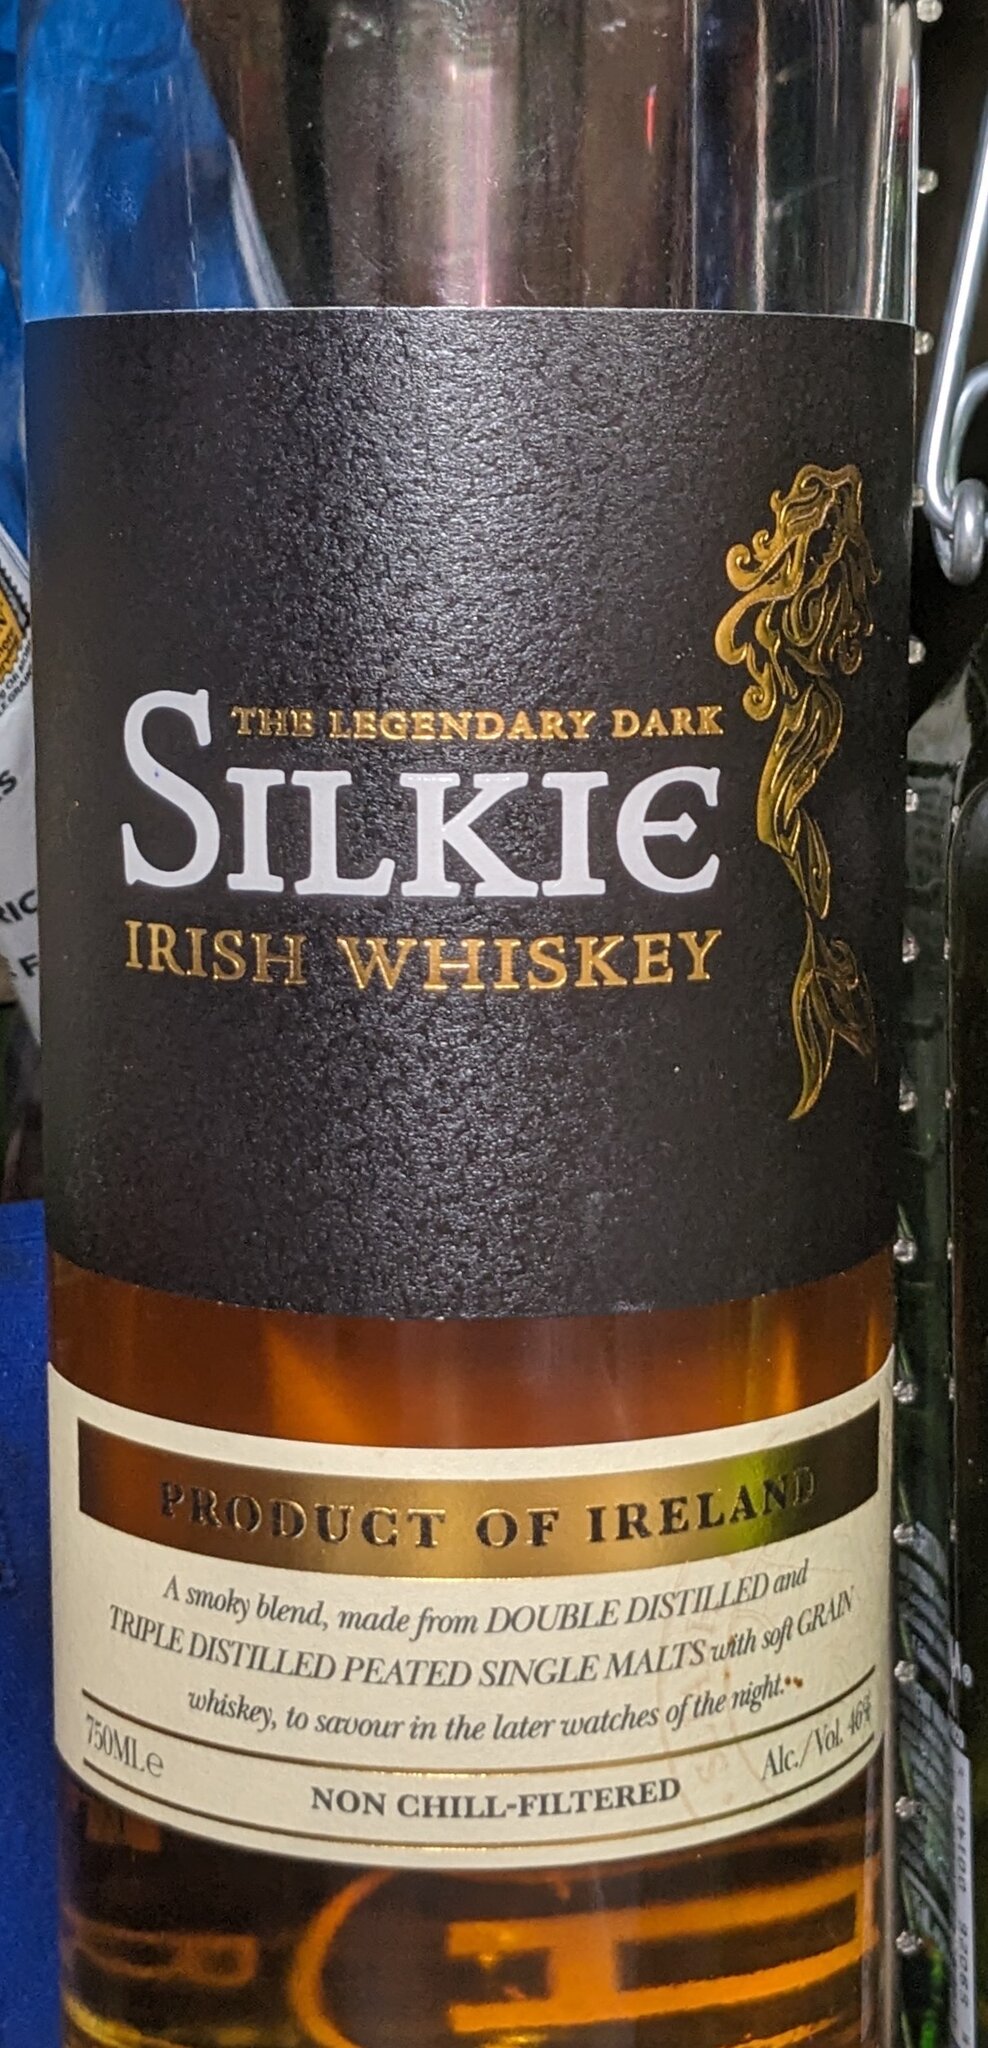 THE LEGENDARY DARK
SILKIE
IRISH WHISKEY
PRODUCT OF IRELAND
A smoky blend, made from DOUBLE DISTILLED and
TRIPLE DISTILLED PEATED SINGLE MALTS with soft GRAIN
whiskey, to savour in the later watches of the night.
750ML℮
Alc./Vol. 46%
NON CHILL-FILTERED